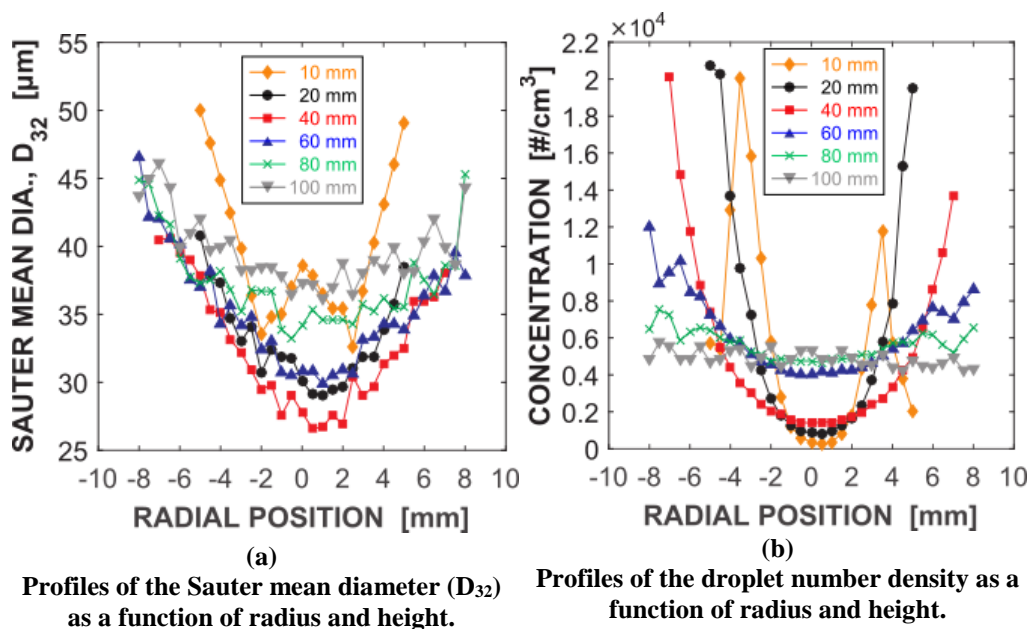 SAUTER MEAN DIA., D32 [μm]
55
50
45
40
35
30
25
10 mm
20 mm
40 mm
60 mm
80 mm
100 mm
-10 -8 -6 -4 -2 0 2 4 6 8 10
RADIAL POSITION [mm]
(a)
Profiles of the Sauter mean diameter (D32)
as a function of radius and height.
CONCENTRATION [#/cm3]
×104
2.2
2
1.8
1.6
1.4
1.2
1
0.8
0.6
0.4
0.2
0
10 mm
20 mm
40 mm
60 mm
80 mm
100 mm
-10 -8 -6 -4 -2 0 2 4 6 8 10
RADIAL POSITION [mm]
(b)
Profiles of the droplet number density as a
function of radius and height.